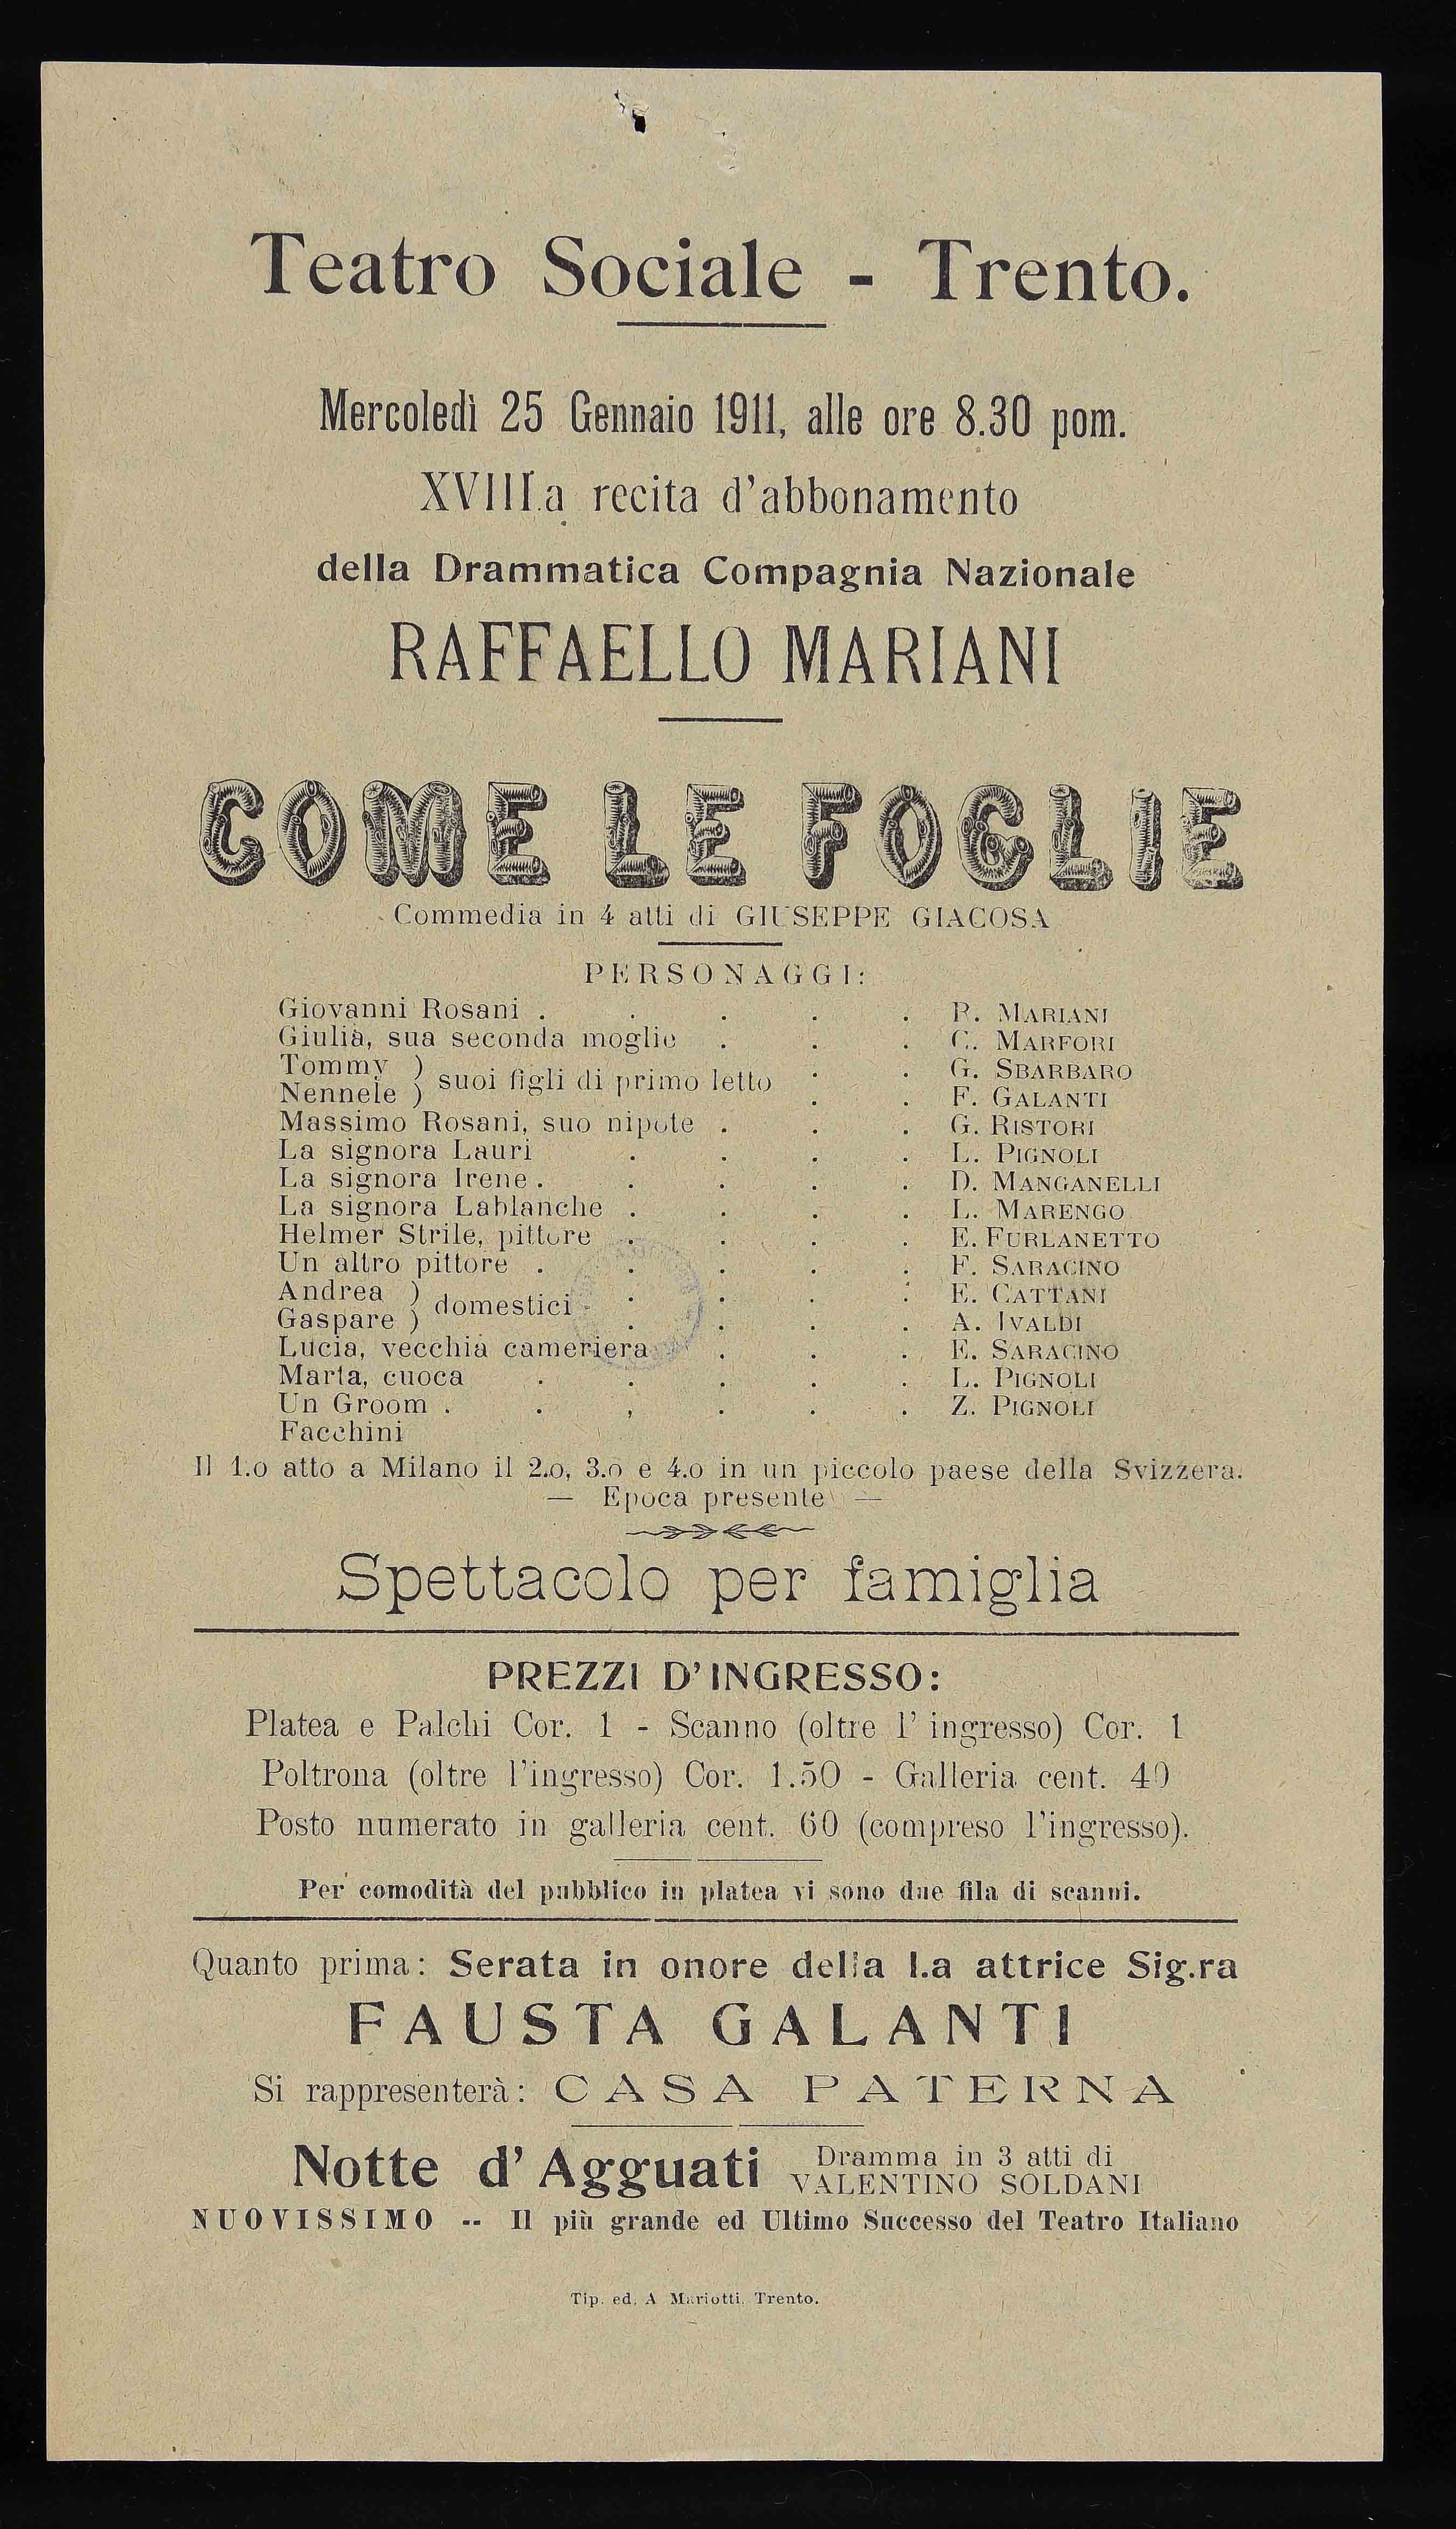 Teatro Sociale - Trento.
Mercoledì 25 Gennaio 1911, alle ore 8.30 pom.
XVIII.a recita d'abbonamento
della Drammatica Compagnia Nazionale
RAFFAELLO MARIANI
COME LE FOGLIE
Commedia in 4 atti di GIUSEPPE GIACOSA
PERSONAGGI:
Giovanni Rosani . . . . . R. MARIANI
Giulia, sua seconda moglie . . . C. MARFORI
Tommy ) suoi figli di primo letto . . G. SBARBARO
Nennele ) . . F. GALANTI
Massimo Rosani, suo nipote . . . G. RISTORI
La signora Lauri . . . . L. PIGNOLI
La signora Irene . . . . . D. MANGANELLI
La signora Lablanche . . . . L. MARENGO
Helmer Strile, pittore . . . . E. FURLANETTO
Un altro pittore . . . . . F. SARACINO
Andrea ) domestici . . . . E. CATTANI
Gaspare ) . . . . A. IVALDI
Lucia, vecchia cameriera . . . E. SARACINO
Marta, cuoca . . . . . L. PIGNOLI
Un Groom . . , . . . Z. PIGNOLI
Facchini
Il 1.o atto a Milano il 2.o, 3.o e 4.o in un piccolo paese della Svizzera.
— Epoca presente —
Spettacolo per famiglia
PREZZI D'INGRESSO:
Platea e Palchi Cor. 1 - Scanno (oltre l' ingresso) Cor. 1
Poltrona (oltre l'ingresso) Cor. 1.50 - Galleria cent. 40
Posto numerato in galleria cent. 60 (compreso l'ingresso).
Per comodità del pubblico in platea vi sono due fila di scanni.
Quanto prima: Serata in onore della I.a attrice Sig.ra
FAUSTA GALANTI
Si rappresenterà: CASA PATERNA
Notte d' Agguati Dramma in 3 atti di
VALENTINO SOLDANI
NUOVISSIMO -- Il più grande ed Ultimo Successo del Teatro Italiano
Tip. ed. A Mariotti, Trento.